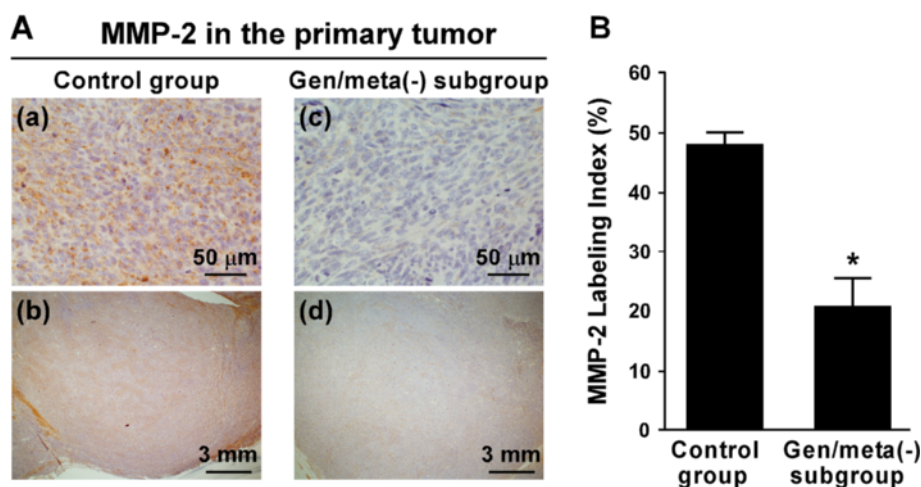 A
MMP-2 in the primary tumor
Control group
Gen/meta(-) subgroup
(a)
50 μm
(c)
50 μm
(b)
3 mm
(d)
3 mm
B
MMP-2 Labeling Index (%)
60
50
40
30
20
10
0
*
Control
group
Gen/meta(-)
subgroup